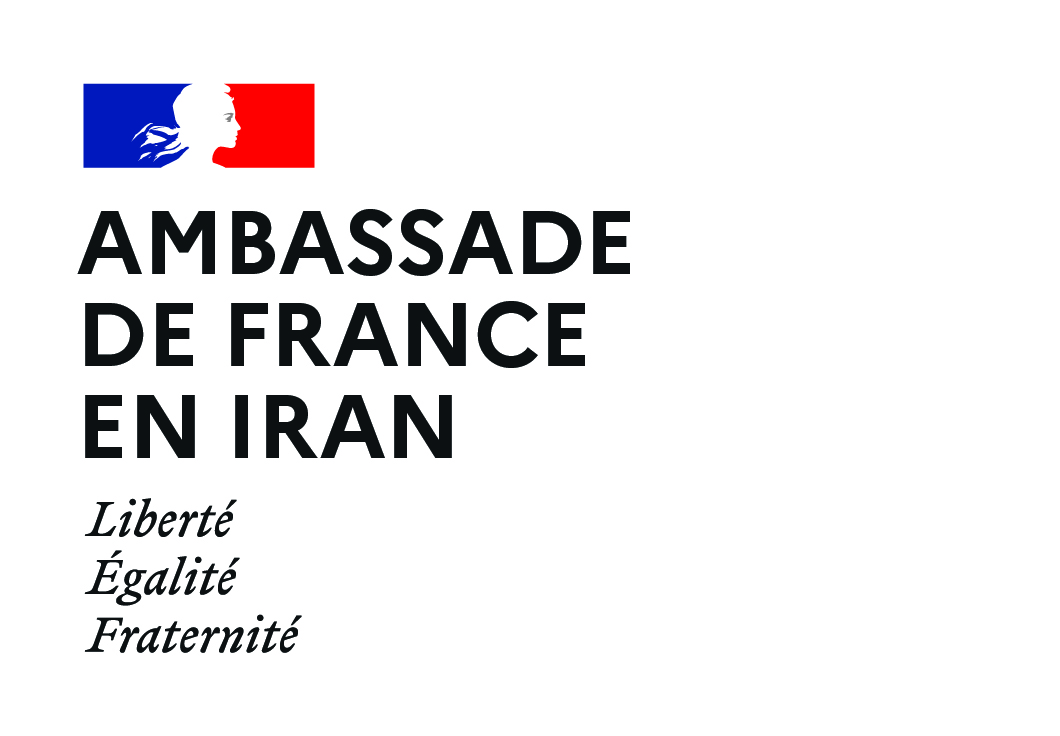 AMBASSADE
DE FRANCE
EN IRAN
Liberté
Égalité
Fraternité